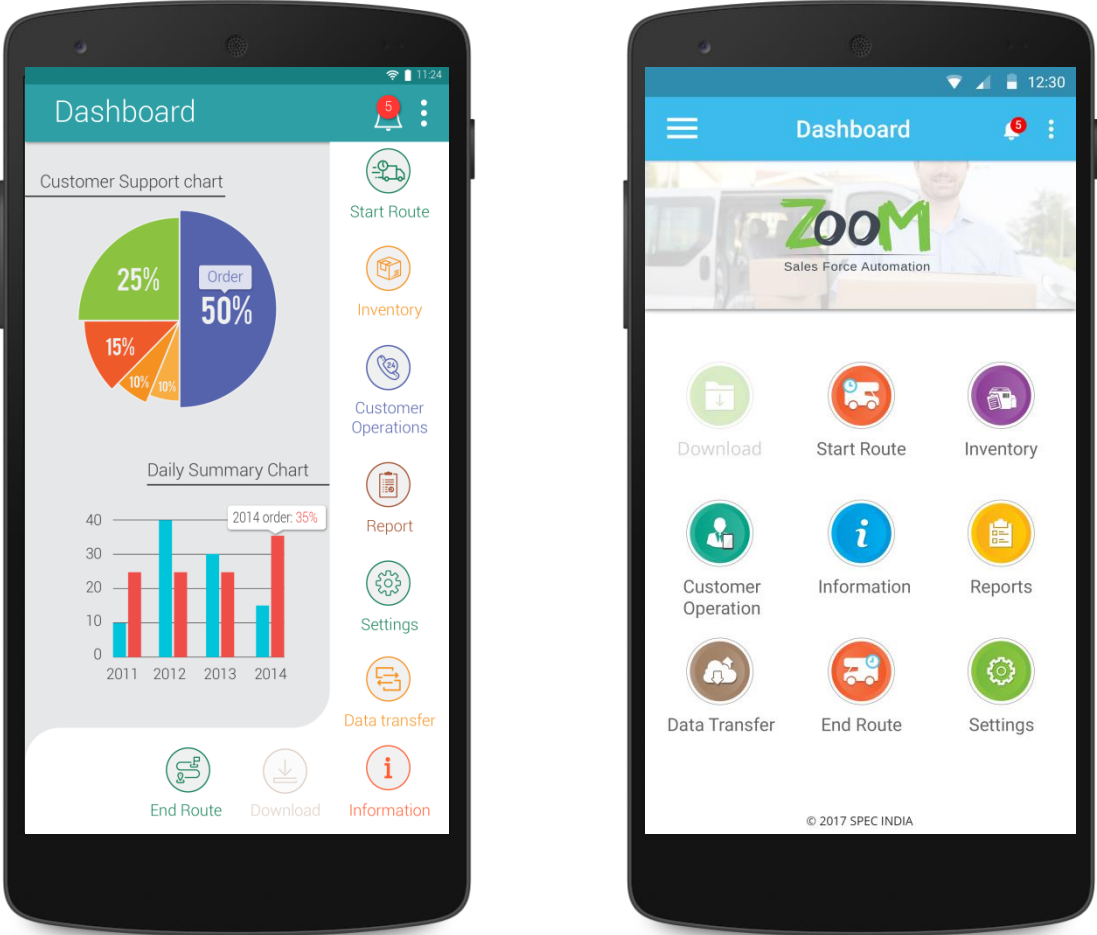 11:24
Dashboard
5
Customer Support chart
25%
Order
50%
15%
10%
10%
Daily Summary Chart
2014 order: 35%
40
30
20
10
0
2011 2012 2013 2014
Start Route
Inventory
24
Customer
Operations
Report
Settings
Data transfer
End Route
Download
i
Information
12:30
Dashboard
5
ZooM
Sales Force Automation
Download
Start Route
Inventory
Customer
Operation
i
Information
Reports
Data Transfer
End Route
Settings
© 2017 SPEC INDIA